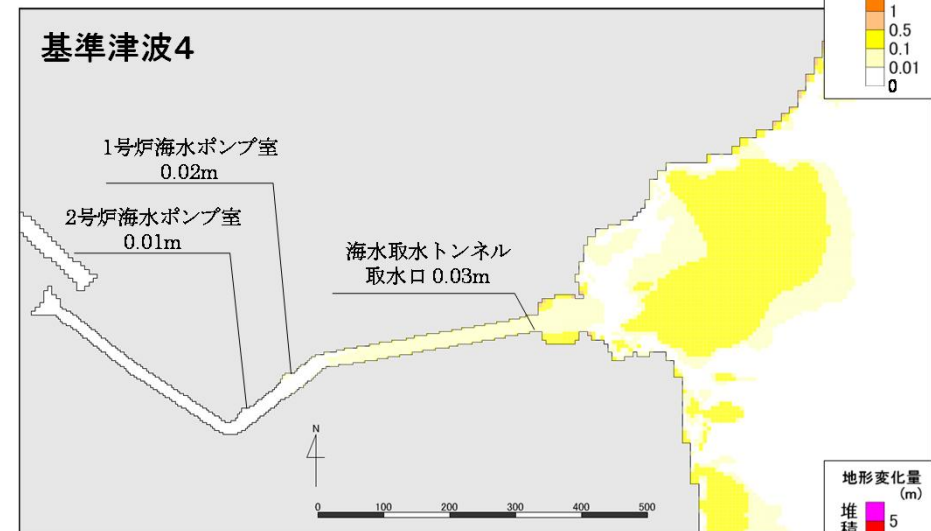 基準津波4
1
0.5
0.1
0.01
0
1号炉海水ポンプ室
0.02m
2号炉海水ポンプ室
0.01m
海水取水トンネル
取水口 0.03m
N
0 100 200 300 400 500
地形変化量
(m)
堆積
5